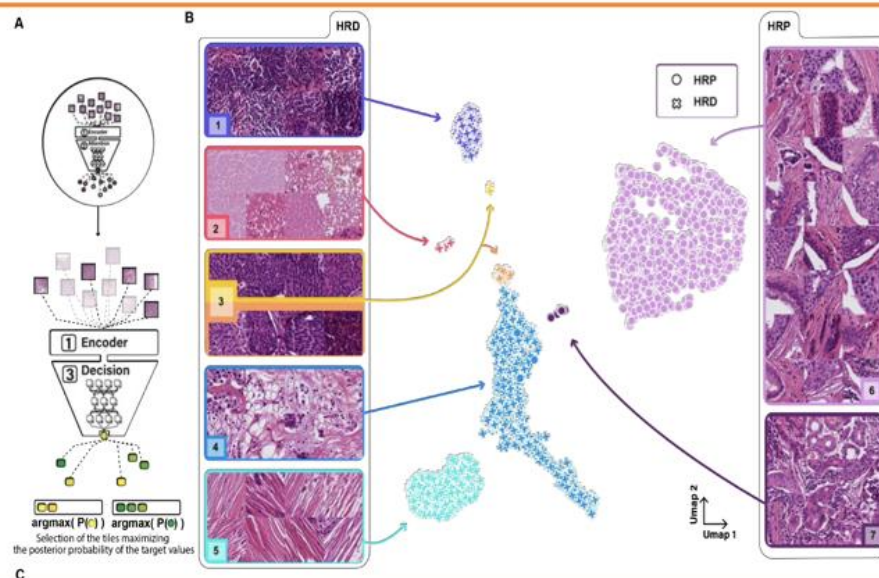 A
B
HRD
HRP
1
2
3
4
5
HRP
HRD
6
7
1 Encoder
3 Decision
argmax( P( ) ) argmax( P( ) )
Selection of the tiles maximizing
the posterior probability of the target values
Umap 2
Umap 1
C